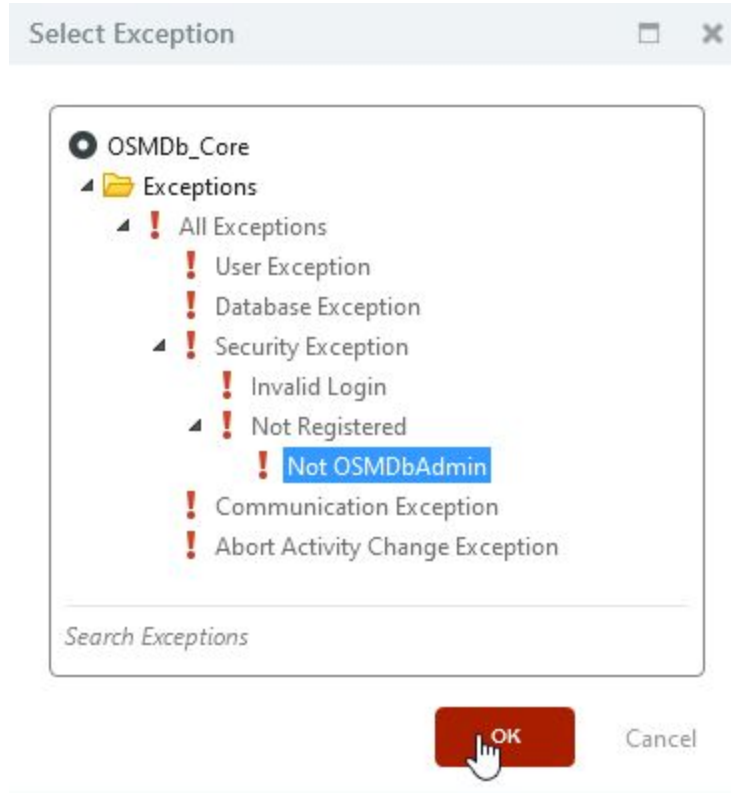 Select Exception
OSMDb_Core
Exceptions
All Exceptions
User Exception
Database Exception
Security Exception
Invalid Login
Not Registered
Not OSMDbAdmin
Communication Exception
Abort Activity Change Exception
Search Exceptions
OK
Cancel